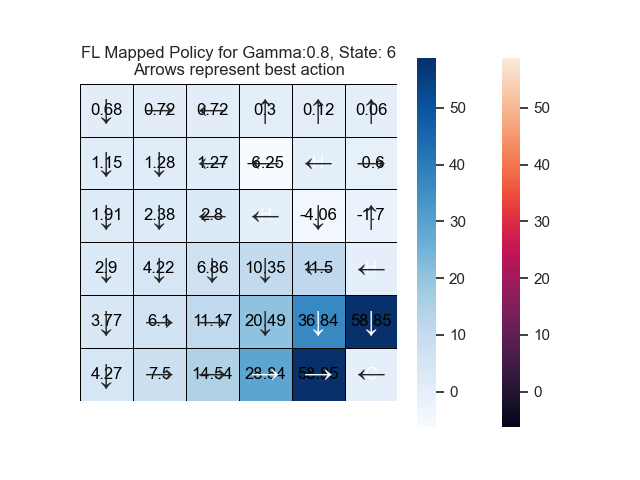 FL Mapped Policy for Gamma:0.8, State: 6
Arrows represent best action
0.68 0.72 0.72 0.3 0.12 0.06
1.15 1.28 1.27 -6.25 H -0.6
1.91 2.38 2.8 H -4.06 -1.7
2.9 4.22 6.86 10.35 11.5 H
3.77 6.1 11.17 20.49 36.84 58.85
4.27 7.5 14.54 28.84 58.85 G
50 50
40 40
30 30
20 20
10 10
0 0